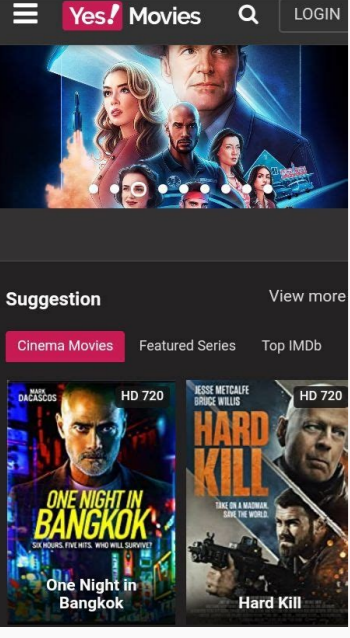 Yes! Movies
LOGIN
Suggestion
View more
Cinema Movies
Featured Series
Top IMDb
MARK
DACASCOS
HD 720
ONE NIGHT IN
BANGKOK
SIX HOURS. FIVE HITS. WHO WILL SURVIVE?
One Night in
Bangkok
JESSE METCALFE
BRUCE WILLIS
HD 720
HARD
KILL
TAKE ON A MADMAN.
SAVE THE WORLD.
Hard Kill